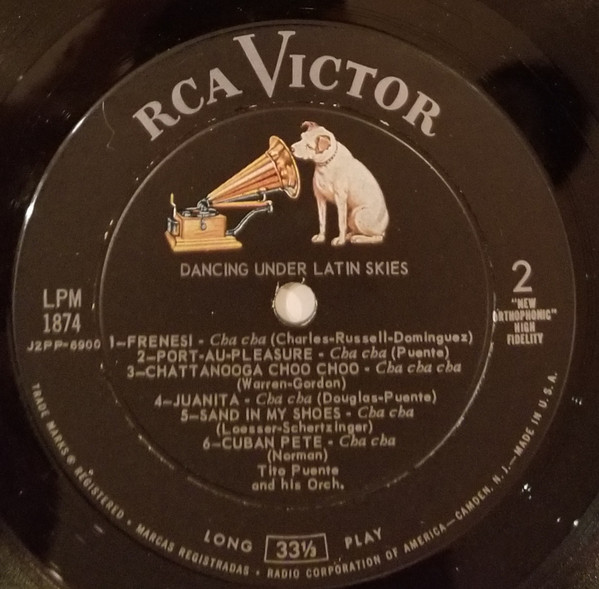 RCA VICTOR
DANCING UNDER LATIN SKIES
LPM
1874
J2PP-6900
2
"NEW
ORTHOPHONIC"
HIGH
FIDELITY
1-FRENESI - Cha cha (Charles-Russell-Dominguez)
2-PORT-AU-PLEASURE - Cha cha (Puente)
3-CHATTANOOGA CHOO CHOO - Cha cha cha
(Warren-Gordon)
4-JUANITA - Cha cha (Douglas-Puente)
5-SAND IN MY SHOES - Cha cha
(Loesser-Schertzinger)
6-CUBAN PETE - Cha cha
(Norman)
Tito Puente
and his Orch.
LONG 33⅓ PLAY
TRADE MARKS ® REGISTERED • MARCAS REGISTRADAS • RADIO CORPORATION OF AMERICA—CAMDEN, N. J.—MADE IN U.S.A.